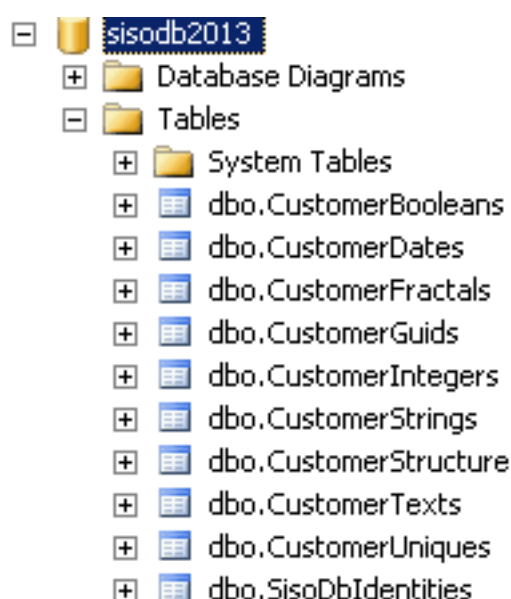 sisodb2013
Database Diagrams
Tables
System Tables
dbo.CustomerBooleans
dbo.CustomerDates
dbo.CustomerFractals
dbo.CustomerGuids
dbo.CustomerIntegers
dbo.CustomerStrings
dbo.CustomerStructure
dbo.CustomerTexts
dbo.CustomerUniques
dbo.SisoDbIdentities